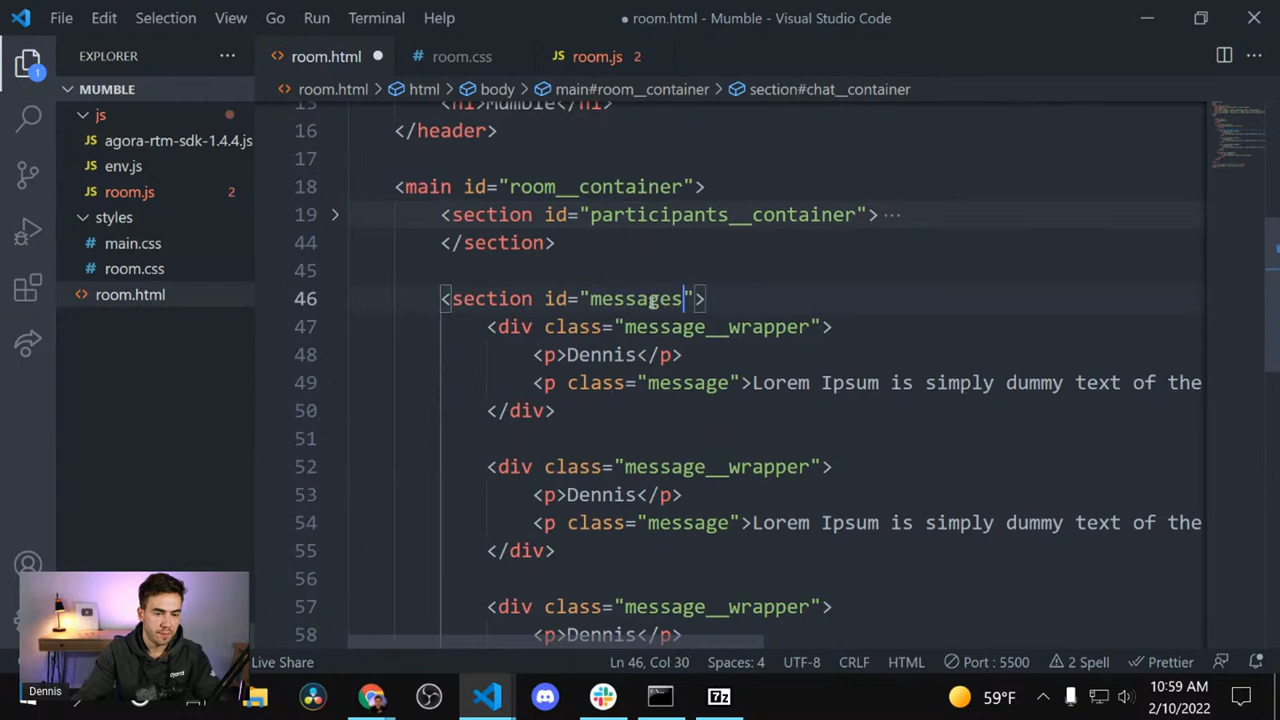 File Edit Selection View Go Run Terminal Help
● room.html - Mumble - Visual Studio Code
EXPLORER
room.html
room.css
room.js 2
1
MUMBLE
room.html > html > body > main#room__container > section#chat__container
js
agora-rtm-sdk-1.4.4.js
env.js
room.js 2
styles
main.css
room.css
room.html
15 <h1>Mumble</h1>
16 </header>
17
18 <main id="room__container">
19 <section id="participants__container"> ···
44 </section>
45
46 <section id="messages">
47 <div class="message__wrapper">
48 <p>Dennis</p>
49 <p class="message">Lorem Ipsum is simply dummy text of the
50 </div>
51
52 <div class="message__wrapper">
53 <p>Dennis</p>
54 <p class="message">Lorem Ipsum is simply dummy text of the
55 </div>
56
57 <div class="message__wrapper">
58 <p>Dennis</p>
Live Share Ln 46, Col 30 Spaces: 4 UTF-8 CRLF HTML Port : 5500 2 Spell Prettier
Dennis
7z
59°F
10:59 AM
2/10/2022